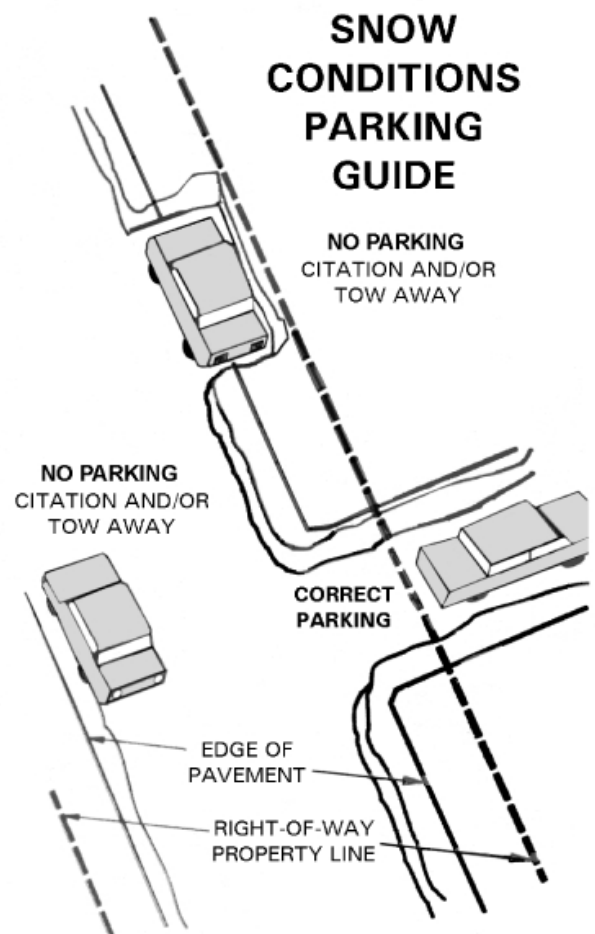 SNOW
CONDITIONS
PARKING
GUIDE
NO PARKING
CITATION AND/OR
TOW AWAY
NO PARKING
CITATION AND/OR
TOW AWAY
CORRECT
PARKING
EDGE OF
PAVEMENT
RIGHT-OF-WAY
PROPERTY LINE